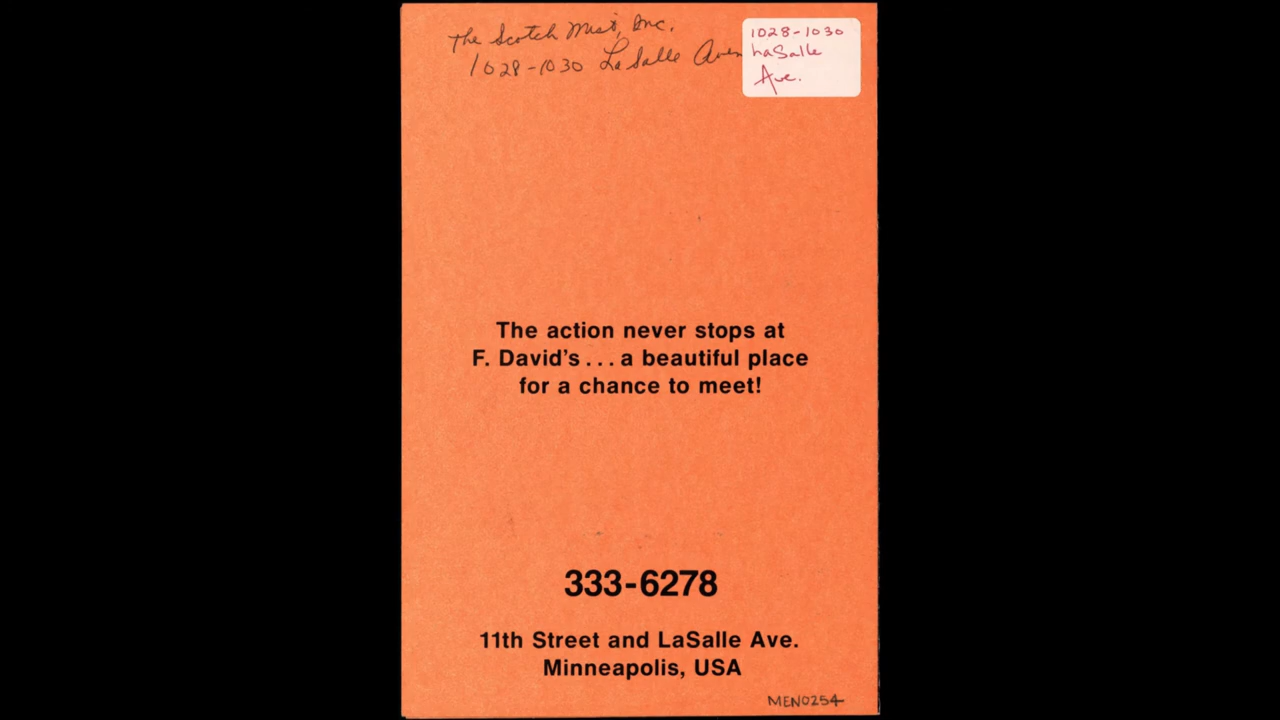 The Scotch Mist, Inc.
1028-1030 LaSalle Aven
1028-1030
LaSalle
Ave.
The action never stops at
F. David's...a beautiful place
for a chance to meet!
333-6278
11th Street and LaSalle Ave.
Minneapolis, USA
MEN0254